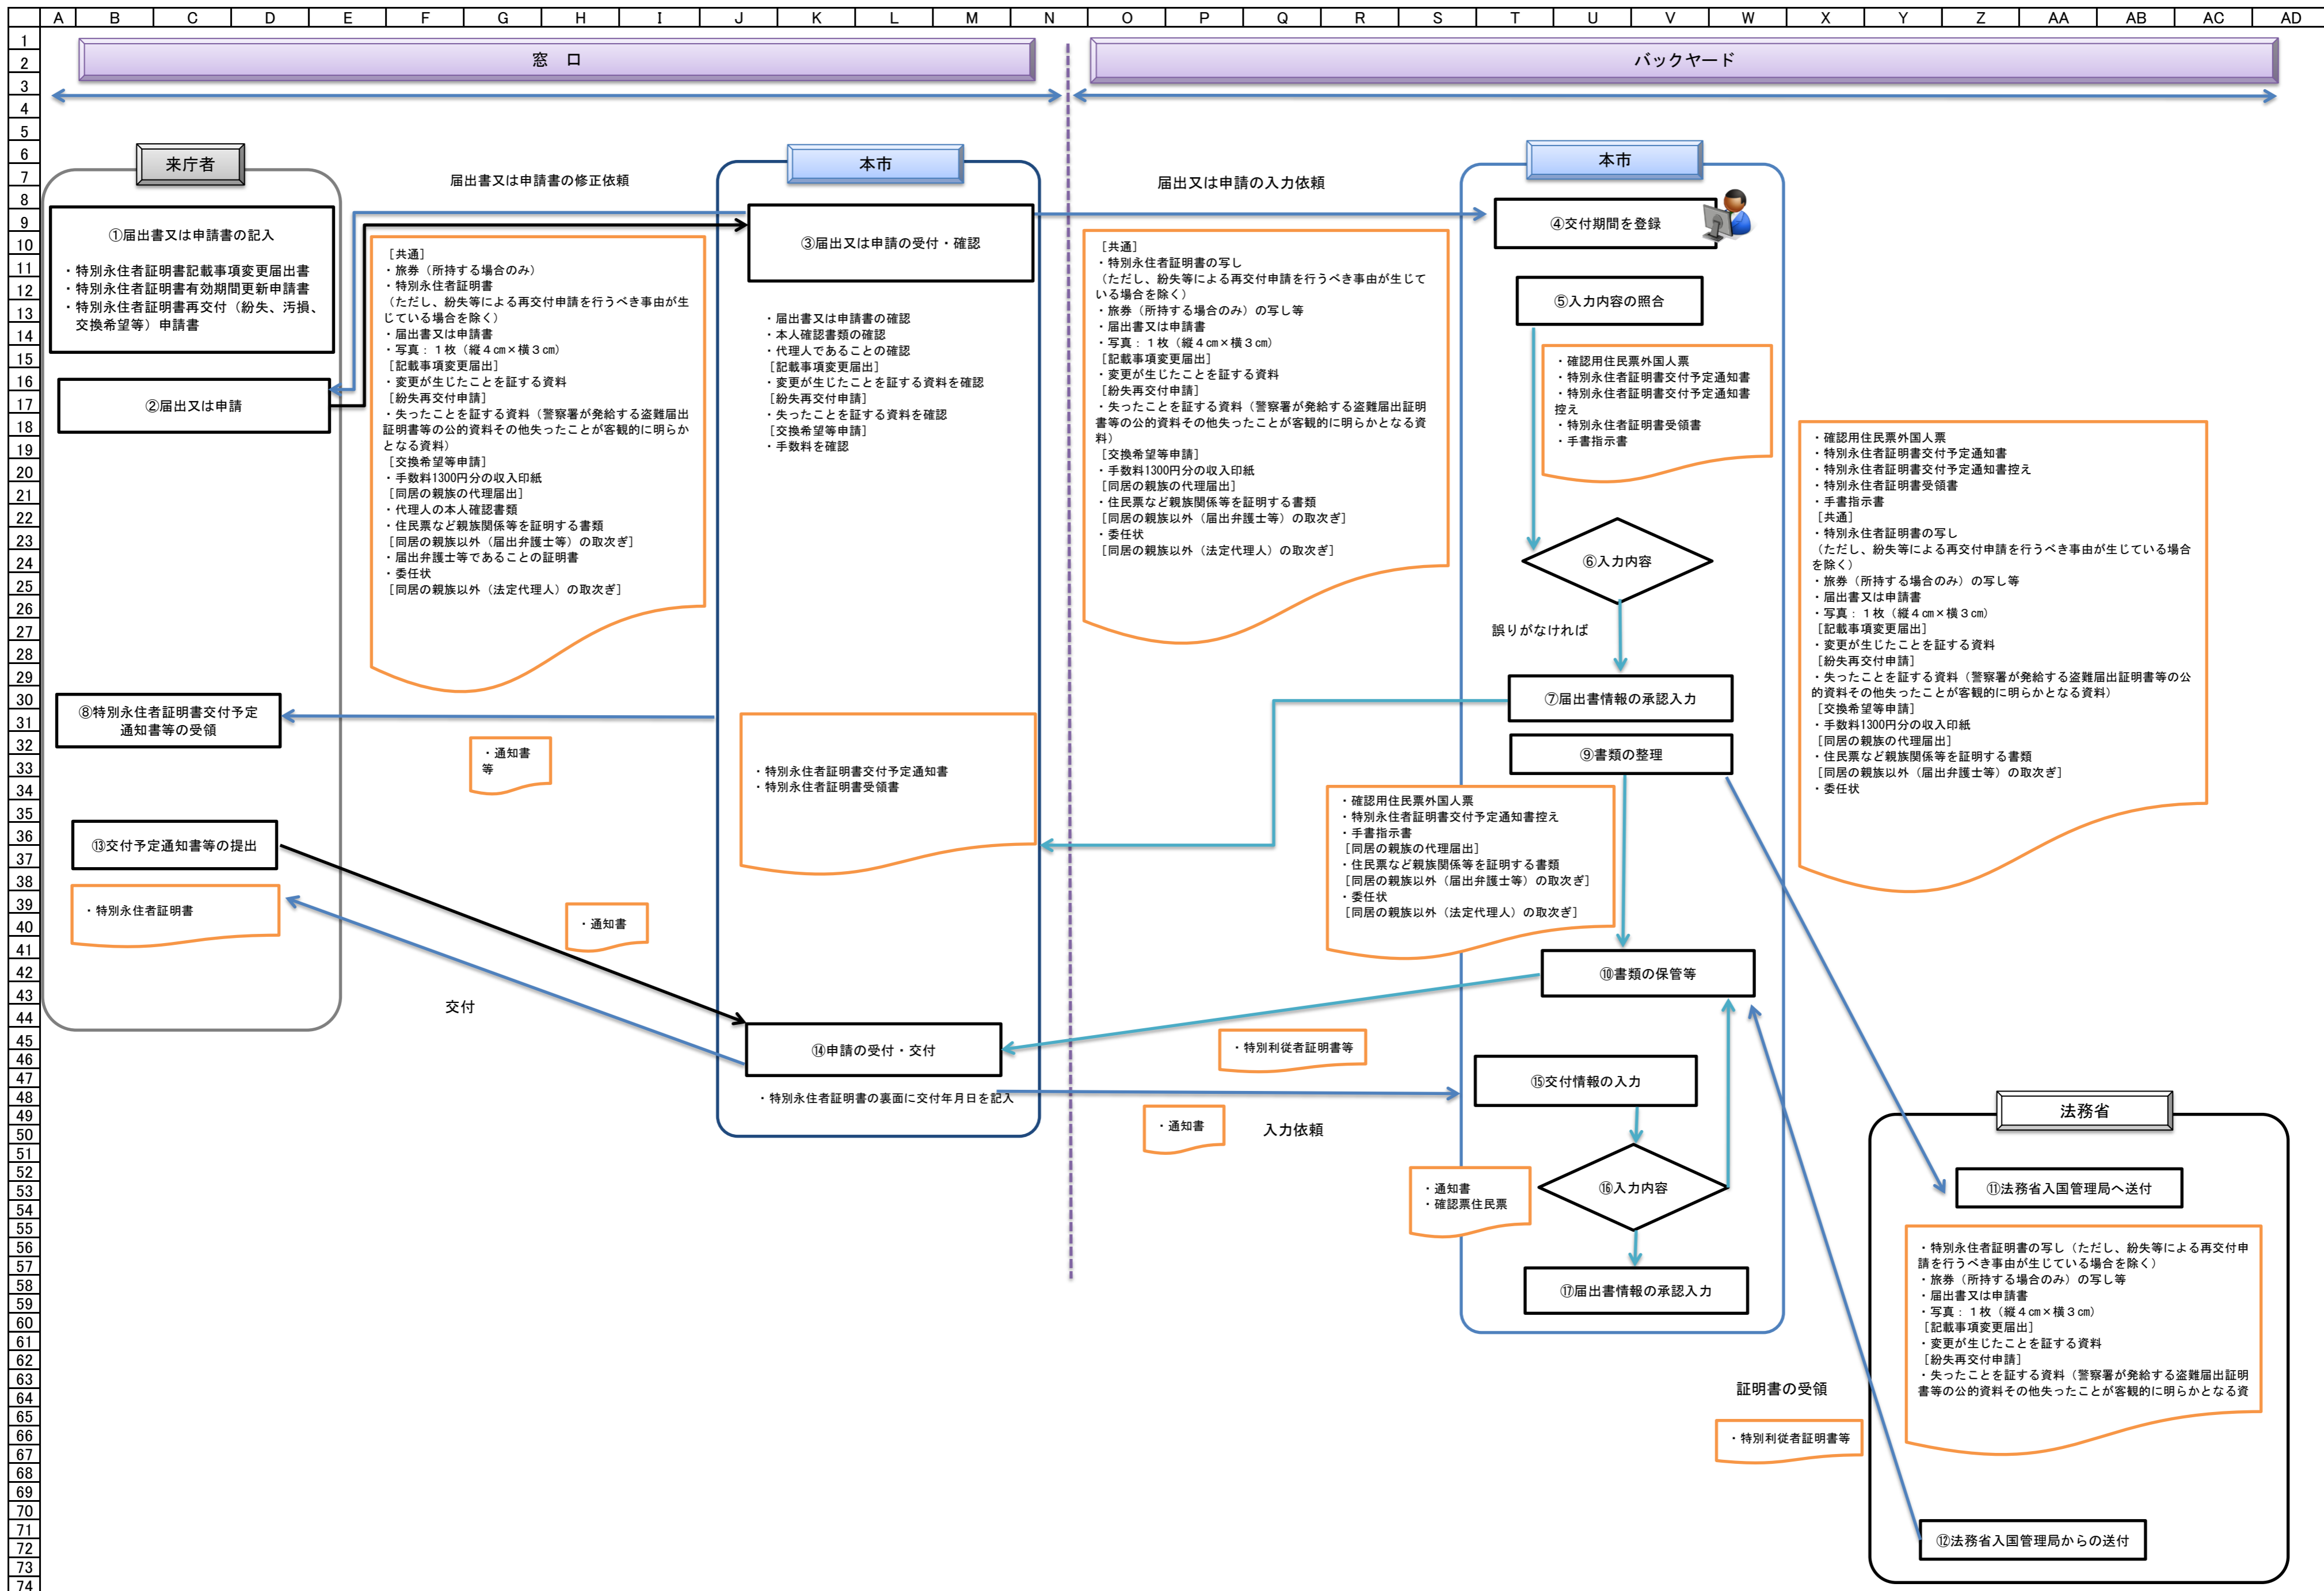 A B C D E F G H I J K L M N O P Q R S T U V W X Y Z AA AB AC AD
1
2
3
4
5
6
7
8
9
10
11
12
13
14
15
16
17
18
19
20
21
22
23
24
25
26
27
28
29
30
31
32
33
34
35
36
37
38
39
40
41
42
43
44
45
46
47
48
49
50
51
52
53
54
55
56
57
58
59
60
61
62
63
64
65
66
67
68
69
70
71
72
73
74
窓　口
バックヤード
来庁者
①届出書又は申請書の記入
・特別永住者証明書記載事項変更届出書
・特別永住者証明書有効期間更新申請書
・特別永住者証明書再交付（紛失、汚損、
交換希望等）申請書
②届出又は申請
⑧特別永住者証明書交付予定
通知書等の受領
⑬交付予定通知書等の提出
・特別永住者証明書
届出書又は申請書の修正依頼
［共通］
・旅券（所持する場合のみ）
・特別永住者証明書
（ただし、紛失等による再交付申請を行うべき事由が生
じている場合を除く）
・届出書又は申請書
・写真：１枚（縦４㎝×横３㎝）
［記載事項変更届出］
・変更が生じたことを証する資料
［紛失再交付申請］
・失ったことを証する資料（警察署が発給する盗難届出
証明書等の公的資料その他失ったことが客観的に明らか
となる資料）
［交換希望等申請］
・手数料1300円分の収入印紙
［同居の親族の代理届出］
・代理人の本人確認書類
・住民票など親族関係等を証明する書類
［同居の親族以外（届出弁護士等）の取次ぎ］
・届出弁護士等であることの証明書
・委任状
［同居の親族以外（法定代理人）の取次ぎ］
・通知書
等
・通知書
交付
本市
③届出又は申請の受付・確認
・届出書又は申請書の確認
・本人確認書類の確認
・代理人であることの確認
［記載事項変更届出］
・変更が生じたことを証する資料を確認
［紛失再交付申請］
・失ったことを証する資料を確認
［交換希望等申請］
・手数料を確認
・特別永住者証明書交付予定通知書
・特別永住者証明書受領書
⑭申請の受付・交付
・特別永住者証明書の裏面に交付年月日を記入
届出又は申請の入力依頼
［共通］
・特別永住者証明書の写し
（ただし、紛失等による再交付申請を行うべき事由が生じて
いる場合を除く）
・旅券（所持する場合のみ）の写し等
・届出書又は申請書
・写真：１枚（縦４㎝×横３㎝）
［記載事項変更届出］
・変更が生じたことを証する資料
［紛失再交付申請］
・失ったことを証する資料（警察署が発給する盗難届出証明
書等の公的資料その他失ったことが客観的に明らかとなる資
料）
［交換希望等申請］
・手数料1300円分の収入印紙
［同居の親族の代理届出］
・住民票など親族関係等を証明する書類
［同居の親族以外（届出弁護士等）の取次ぎ］
・委任状
［同居の親族以外（法定代理人）の取次ぎ］
・特別利従者証明書等
・通知書
入力依頼
本市
④交付期間を登録
⑤入力内容の照合
・確認用住民票外国人票
・特別永住者証明書交付予定通知書
・特別永住者証明書交付予定通知書
控え
・特別永住者証明書受領書
・手書指示書
⑥入力内容
誤りがなければ
⑦届出書情報の承認入力
⑨書類の整理
・確認用住民票外国人票
・特別永住者証明書交付予定通知書控え
・手書指示書
［同居の親族の代理届出］
・住民票など親族関係等を証明する書類
［同居の親族以外（届出弁護士等）の取次ぎ］
・委任状
［同居の親族以外（法定代理人）の取次ぎ］
⑩書類の保管等
⑮交付情報の入力
・通知書
・確認票住民票
⑯入力内容
⑰届出書情報の承認入力
・確認用住民票外国人票
・特別永住者証明書交付予定通知書
・特別永住者証明書交付予定通知書控え
・特別永住者証明書受領書
・手書指示書
［共通］
・特別永住者証明書の写し
（ただし、紛失等による再交付申請を行うべき事由が生じている場合
を除く）
・旅券（所持する場合のみ）の写し等
・届出書又は申請書
・写真：１枚（縦４㎝×横３㎝）
［記載事項変更届出］
・変更が生じたことを証する資料
［紛失再交付申請］
・失ったことを証する資料（警察署が発給する盗難届出証明書等の公
的資料その他失ったことが客観的に明らかとなる資料）
［交換希望等申請］
・手数料1300円分の収入印紙
［同居の親族の代理届出］
・住民票など親族関係等を証明する書類
［同居の親族以外（届出弁護士等）の取次ぎ］
・委任状
法務省
⑪法務省入国管理局へ送付
・特別永住者証明書の写し（ただし、紛失等による再交付申
請を行うべき事由が生じている場合を除く）
・旅券（所持する場合のみ）の写し等
・届出書又は申請書
・写真：１枚（縦４㎝×横３㎝）
［記載事項変更届出］
・変更が生じたことを証する資料
［紛失再交付申請］
・失ったことを証する資料（警察署が発給する盗難届出証明
書等の公的資料その他失ったことが客観的に明らかとなる資
証明書の受領
・特別利従者証明書等
⑫法務省入国管理局からの送付